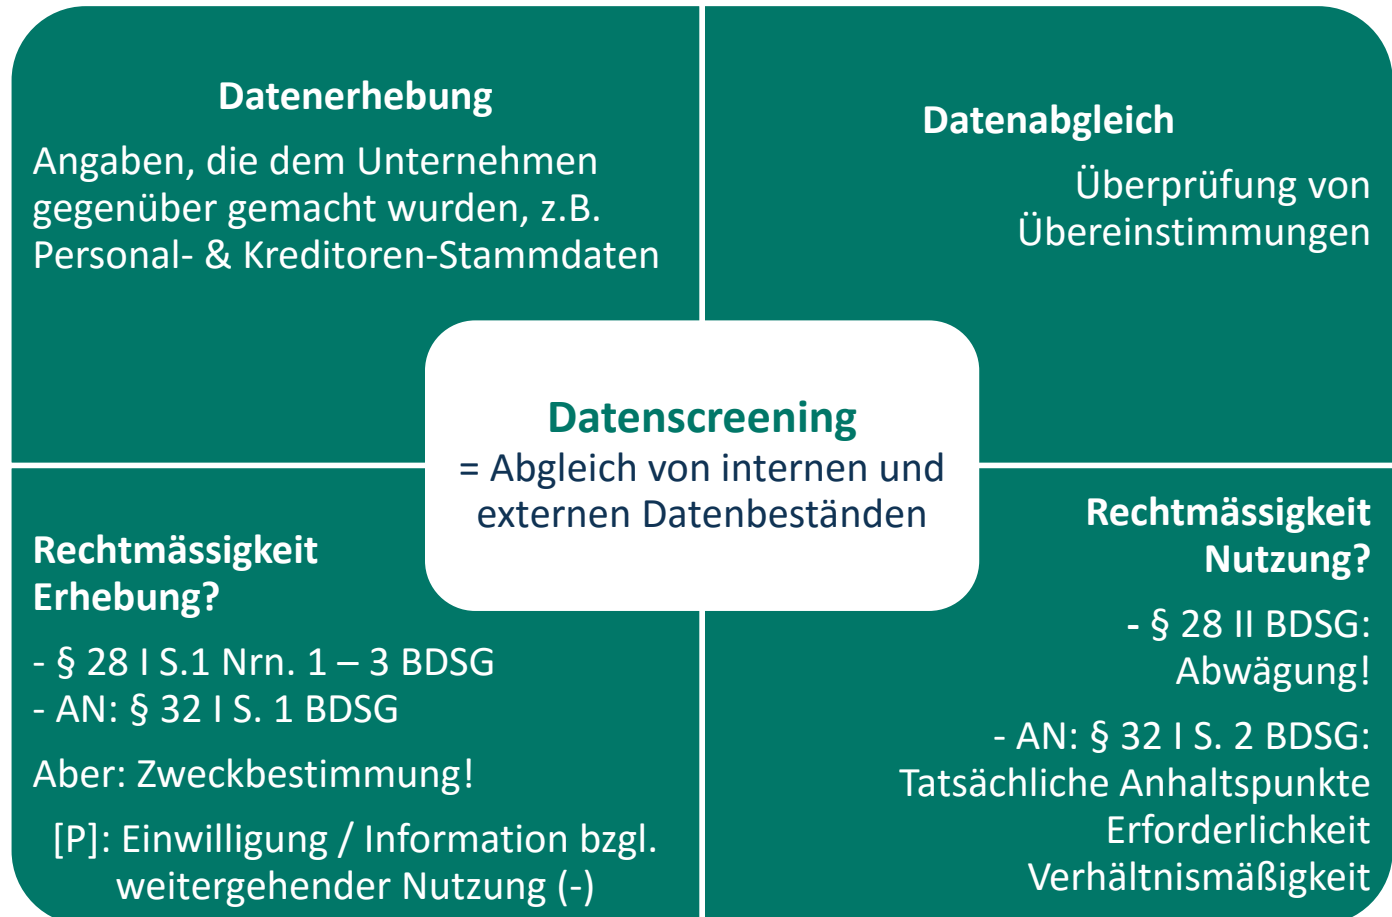 Datenerhebung
Angaben, die dem Unternehmen
gegenüber gemacht wurden, z.B.
Personal- & Kreditoren-Stammdaten
Datenabgleich
Überprüfung von
Übereinstimmungen
Datenscreening
= Abgleich von internen und
externen Datenbeständen
Rechtmässigkeit
Erhebung?
- § 28 I S.1 Nrn. 1 – 3 BDSG
- AN: § 32 I S. 1 BDSG
Aber: Zweckbestimmung!
[P]: Einwilligung / Information bzgl.
weitergehender Nutzung (-)
Rechtmässigkeit
Nutzung?
- § 28 II BDSG:
Abwägung!
- AN: § 32 I S. 2 BDSG:
Tatsächliche Anhaltspunkte
Erforderlichkeit
Verhältnismäßigkeit